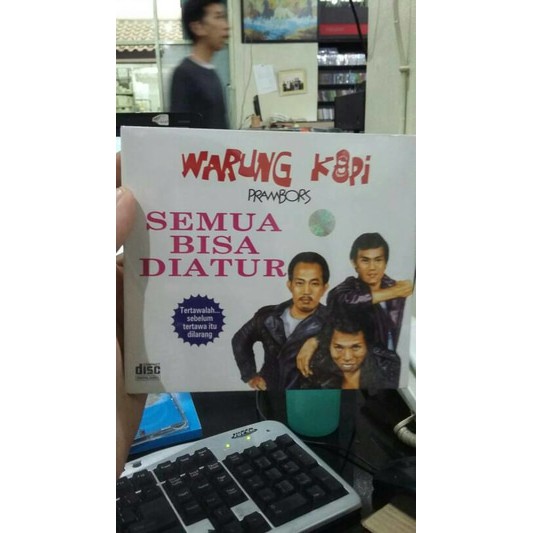 WARUNG KOPI
PRAMBORS
SEMUA
BISA
DIATUR
Tertawalah...
sebelum
tertawa itu
dilarang
disc